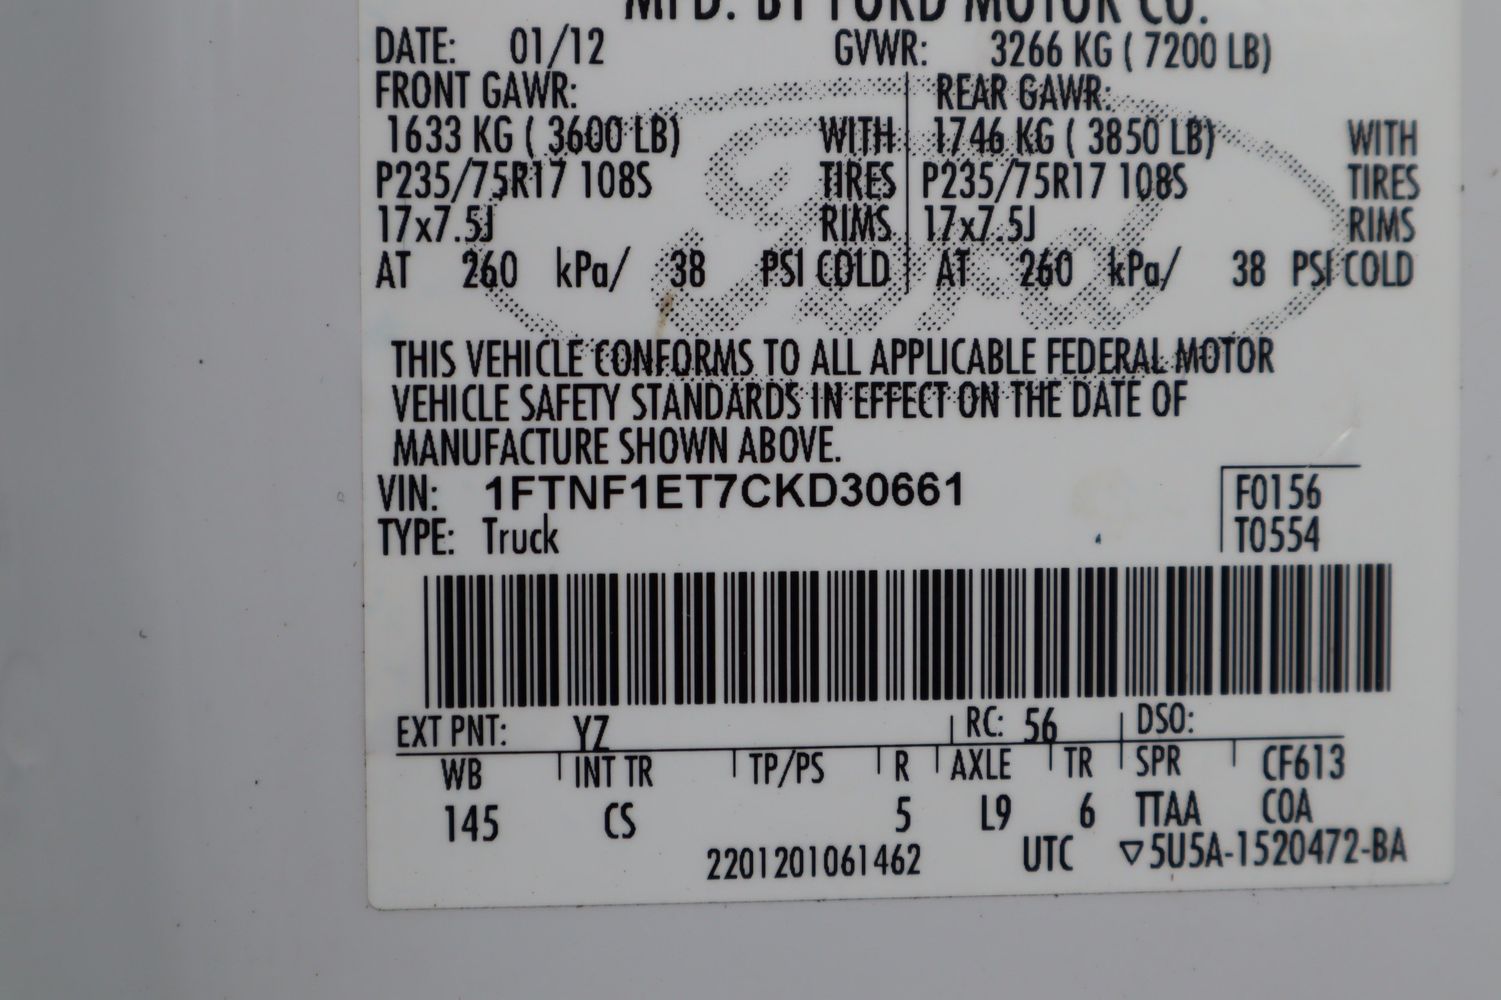 MFD. BY FORD MOTOR CO.
DATE: 01/12 GVWR: 3266 KG ( 7200 LB)
FRONT GAWR: REAR GAWR:
1633 KG ( 3600 LB) WITH 1746 KG ( 3850 LB) WITH
P235/75R17 108S TIRES P235/75R17 108S TIRES
17x7.5J RIMS 17x7.5J RIMS
AT 260 kPa/ 38 PSI COLD AT 260 kPa/ 38 PSI COLD
Ford
THIS VEHICLE CONFORMS TO ALL APPLICABLE FEDERAL MOTOR
VEHICLE SAFETY STANDARDS IN EFFECT ON THE DATE OF
MANUFACTURE SHOWN ABOVE.
VIN: 1FTNF1ET7CKD30661 F0156
TYPE: Truck T0554
EXT PNT: YZ RC: 56 DSO:
WB INT TR TP/PS R AXLE TR SPR CF613
145 CS 5 L9 6 TTAA COA
2201201061462 UTC ▽5U5A-1520472-BA